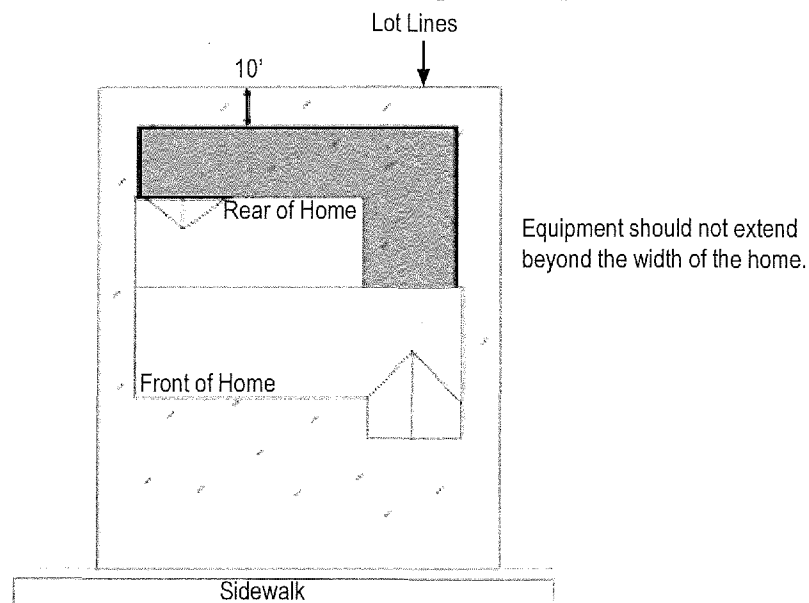 Lot Lines
10'
Rear of Home
Equipment should not extend
beyond the width of the home.
Front of Home
Sidewalk